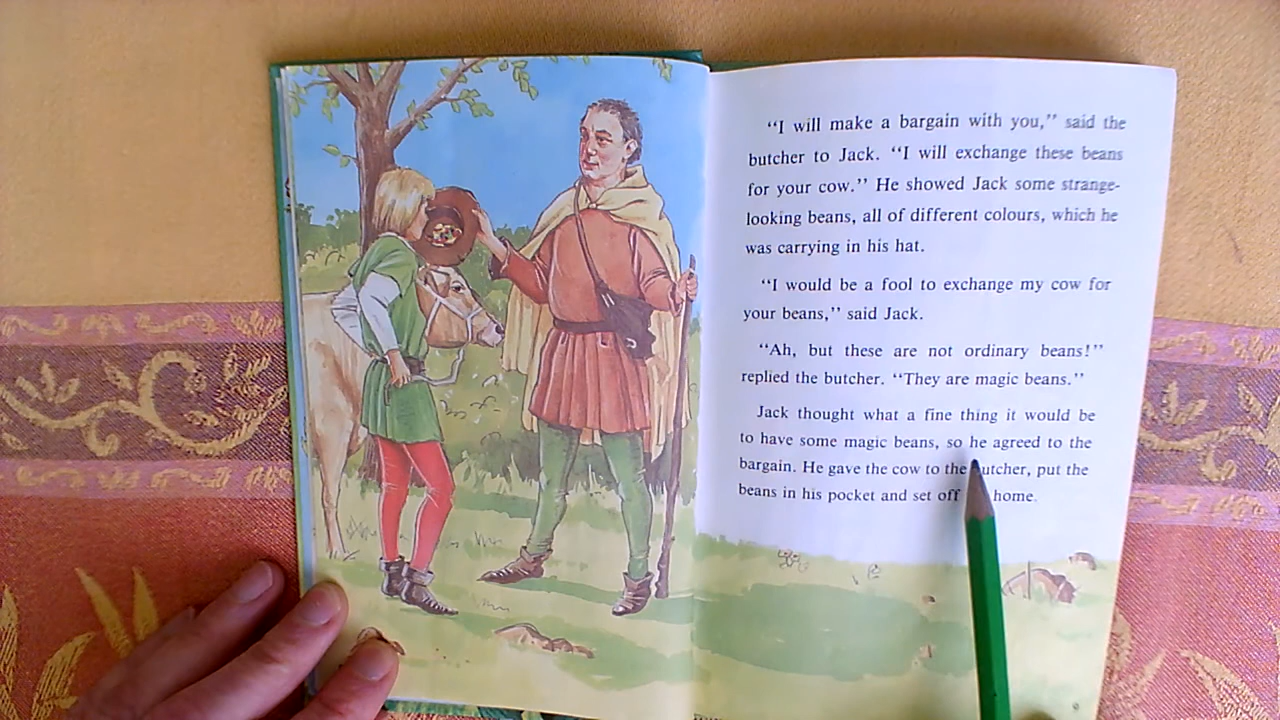 “I will make a bargain with you,” said the
butcher to Jack. “I will exchange these beans
for your cow.” He showed Jack some strange-
looking beans, all of different colours, which he
was carrying in his hat.
“I would be a fool to exchange my cow for
your beans,” said Jack.
“Ah, but these are not ordinary beans!”
replied the butcher. “They are magic beans.”
Jack thought what a fine thing it would be
to have some magic beans, so he agreed to the
bargain. He gave the cow to the utcher, put the
beans in his pocket and set off home.